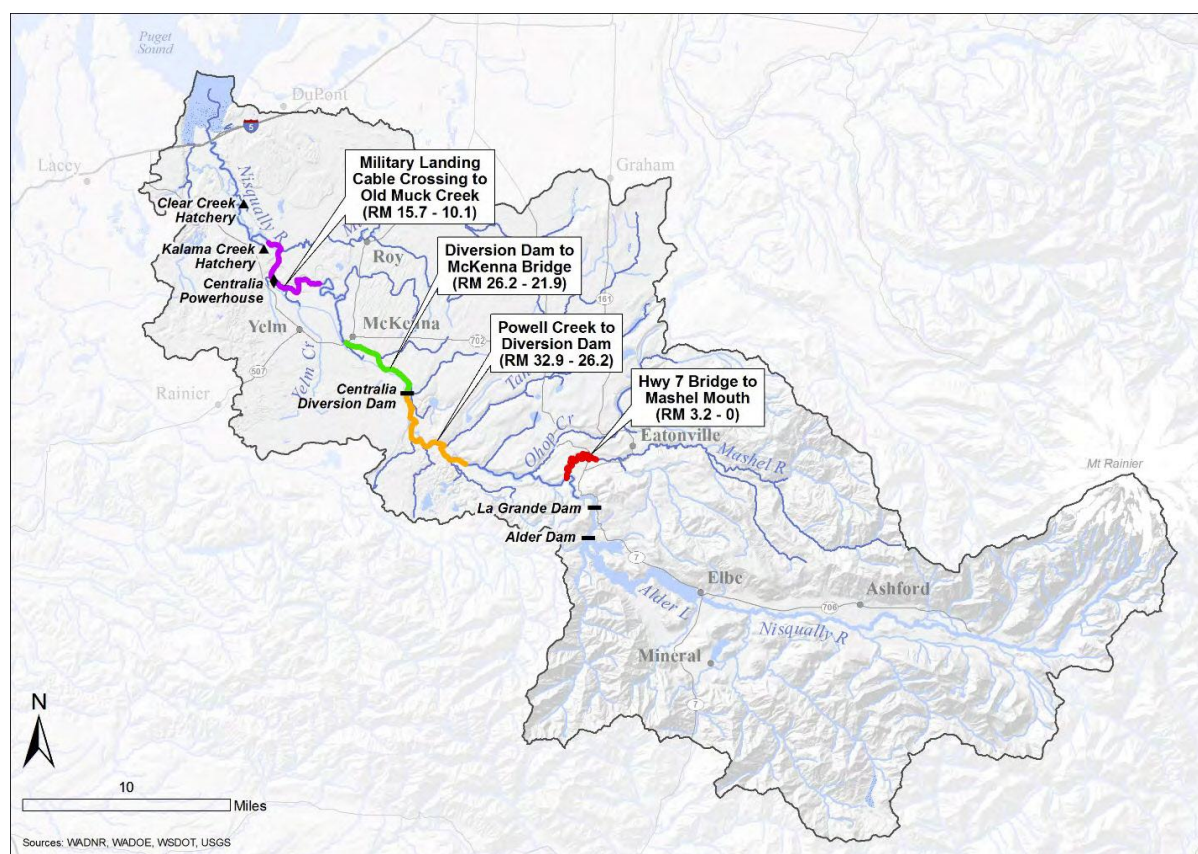 Puget
Sound
DuPont
5
Lacey
Graham
Military Landing
Cable Crossing to
Old Muck Creek
(RM 15.7 - 10.1)
Nisqually R
Clear Creek
Hatchery
Kalama Creek
Hatchery
Centralia
Powerhouse
Roy
Diversion Dam to
McKenna Bridge
(RM 26.2 - 21.9)
161
Yelm
McKenna
702
Powell Creek to
Diversion Dam
(RM 32.9 - 26.2)
507
Yelm Cr
Rainier
Centralia
Diversion Dam
Hwy 7 Bridge to
Mashel Mouth
(RM 3.2 - 0)
Ohop Cr
Eatonville
Mashel R
Mt Rainier
La Grande Dam
Alder Dam
7
Elbe
Ashford
Alder L
706
Nisqually R
Mineral
7
N
10
Miles
Sources: WADNR, WADOE, WSDOT, USGS